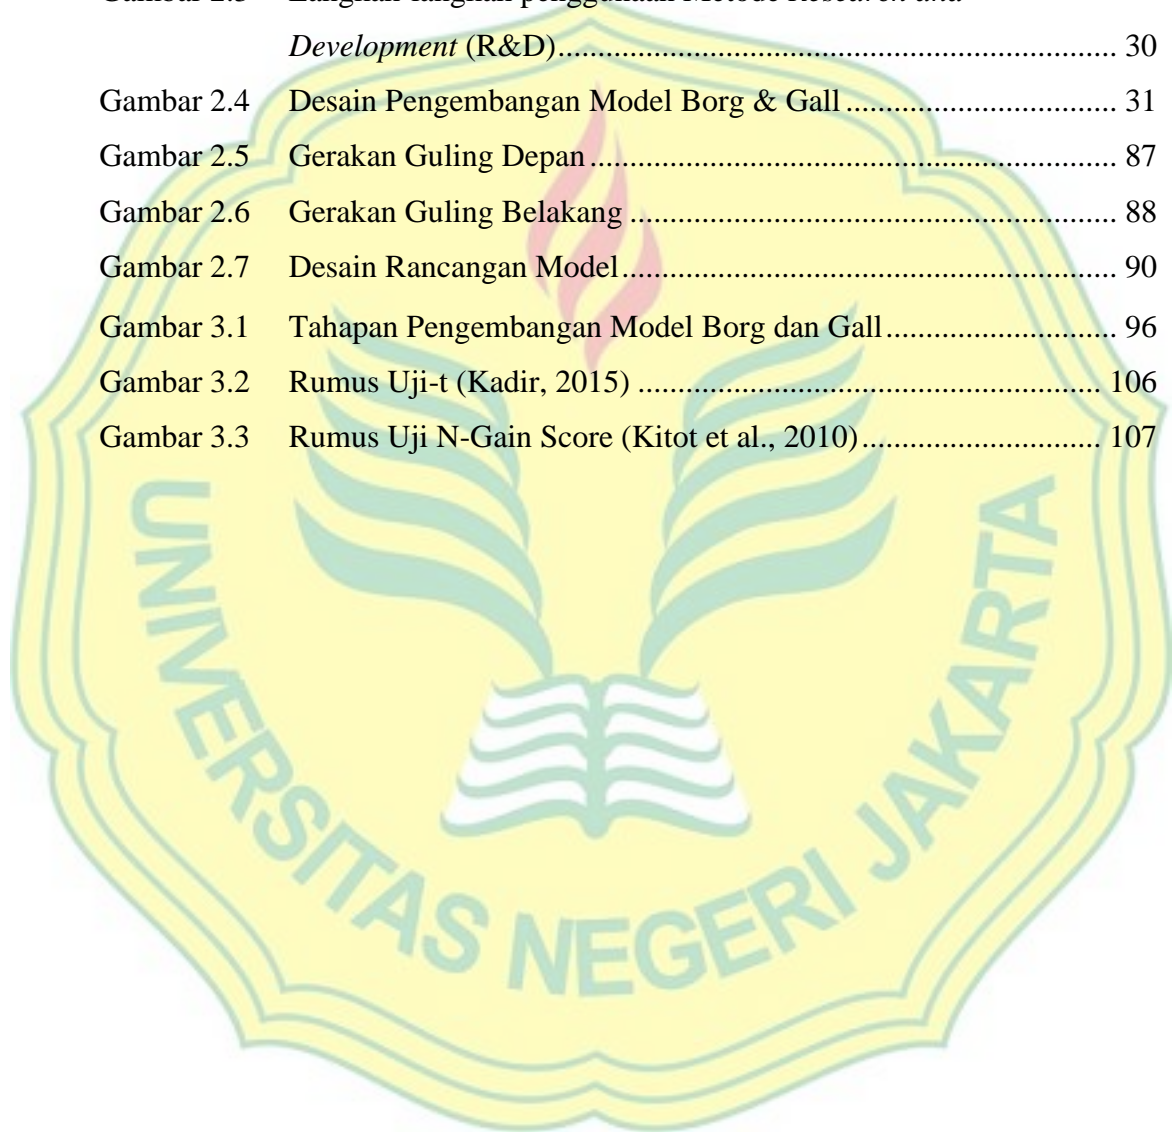 Development (R&D)........................................................................ 30
Gambar 2.4 Desain Pengembangan Model Borg & Gall .................................. 31
Gambar 2.5 Gerakan Guling Depan .................................................................... 87
Gambar 2.6 Gerakan Guling Belakang .............................................................. 88
Gambar 2.7 Desain Rancangan Model............................................................... 90
Gambar 3.1 Tahapan Pengembangan Model Borg dan Gall ............................. 96
Gambar 3.2 Rumus Uji-t (Kadir, 2015) ........................................................... 106
Gambar 3.3 Rumus Uji N-Gain Score (Kitot et al., 2010) .............................. 107
UNIVERSITAS NEGERI JAKARTA